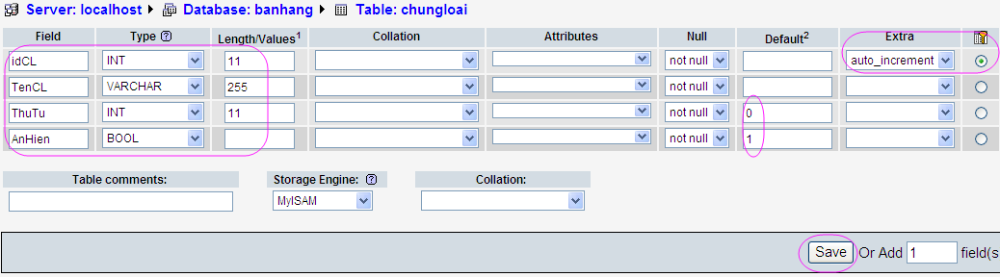 Server: localhost Database: banhang Table: chungloai
Field Type Length/Values1 Collation Attributes Null Default2 Extra
idCL INT 11 not null auto_increment
TenCL VARCHAR 255 not null
ThuTu INT 11 not null 0
AnHien BOOL not null 1
Table comments: Storage Engine: Collation:
MyISAM
Save Or Add 1 field(s